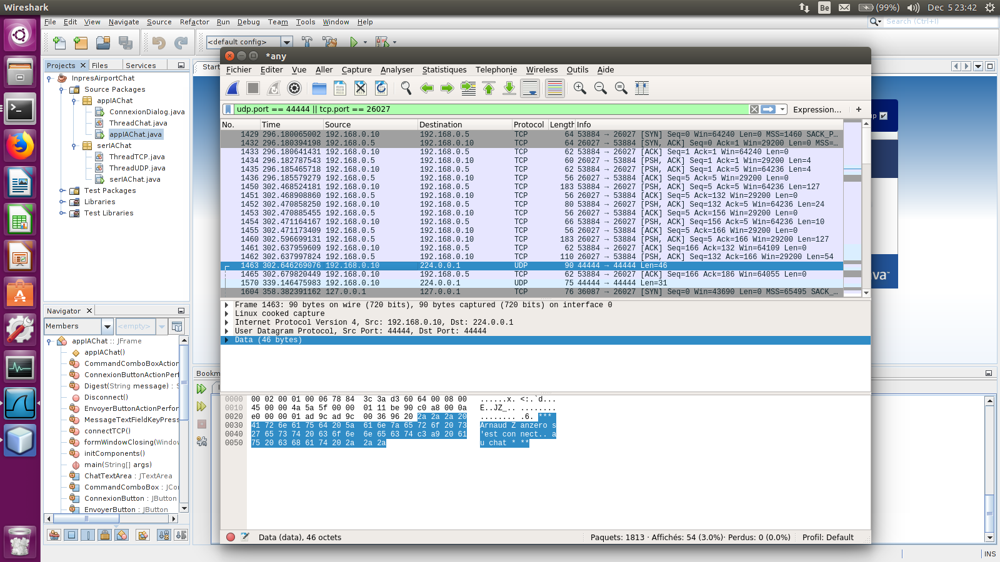 Wireshark
Be
(99%)
Dec 5 23:42
File Edit View Navigate Source Refactor Run Debug Team Tools Window Help
Search (Ctrl+I)
<default config>
Projects Files Services
Start
InpresAirportChat
Source Packages
appIAChat
ConnexionDialog.java
ThreadChat.java
appIAChat.java
serIAChat
ThreadTCP.java
ThreadUDP.java
serIAChat.java
Test Packages
Libraries
Test Libraries
Navigator
Members
<empty>
appIAChat :: JFrame
appIAChat()
CommandComboBoxAction
ConnexionButtonActionPerf
Digest(String message) : S
Disconnect()
EnvoyerButtonActionPerfor
MessageTextFieldKeyPress
connectTCP()
formWindowClosing(Window
initComponents()
main(String[] args)
ChatTextArea : JTextArea
CommandComboBox : JCo
ConnexionButton : JButton
EnvoyerButton : JButton
Bookm
*any
Fichier Editer Vue Aller Capture Analyser Statistiques Telephonie Wireless Outils Aide
udp.port == 44444 || tcp.port == 26027
Expression... +
No. Time Source Destination Protocol Length Info
1429 296.180065002 192.168.0.10 192.168.0.5 TCP 64 53884 → 26027 [SYN] Seq=0 Win=64240 Len=0 MSS=1460 SACK_P...
1432 296.180394198 192.168.0.5 192.168.0.10 TCP 64 26027 → 53884 [SYN, ACK] Seq=0 Ack=1 Win=29200 Len=0 MSS=...
1433 296.180641431 192.168.0.10 192.168.0.5 TCP 62 53884 → 26027 [ACK] Seq=1 Ack=1 Win=64240 Len=0
1434 296.182787543 192.168.0.5 192.168.0.10 TCP 60 26027 → 53884 [PSH, ACK] Seq=1 Ack=1 Win=29200 Len=4
1435 296.185465718 192.168.0.10 192.168.0.5 TCP 62 53884 → 26027 [PSH, ACK] Seq=1 Ack=5 Win=64236 Len=4
1436 296.185579279 192.168.0.5 192.168.0.10 TCP 56 26027 → 53884 [ACK] Seq=5 Ack=5 Win=29200 Len=0
1450 302.468524181 192.168.0.10 192.168.0.5 TCP 183 53884 → 26027 [PSH, ACK] Seq=5 Ack=5 Win=64236 Len=127
1451 302.468908860 192.168.0.5 192.168.0.10 TCP 56 26027 → 53884 [ACK] Seq=5 Ack=132 Win=29200 Len=0
1452 302.470858250 192.168.0.10 192.168.0.5 TCP 80 53884 → 26027 [PSH, ACK] Seq=132 Ack=5 Win=64236 Len=24
1453 302.470885455 192.168.0.5 192.168.0.10 TCP 56 26027 → 53884 [ACK] Seq=5 Ack=156 Win=29200 Len=0
1454 302.471164167 192.168.0.10 192.168.0.5 TCP 66 53884 → 26027 [PSH, ACK] Seq=156 Ack=5 Win=64236 Len=10
1455 302.471173409 192.168.0.5 192.168.0.10 TCP 56 26027 → 53884 [ACK] Seq=5 Ack=166 Win=29200 Len=0
1460 302.596699131 192.168.0.5 192.168.0.10 TCP 183 26027 → 53884 [PSH, ACK] Seq=5 Ack=166 Win=29200 Len=127
1461 302.637959609 192.168.0.10 192.168.0.5 TCP 62 53884 → 26027 [ACK] Seq=166 Ack=132 Win=64109 Len=0
1462 302.637997824 192.168.0.5 192.168.0.10 TCP 110 26027 → 53884 [PSH, ACK] Seq=132 Ack=166 Win=29200 Len=54
1463 302.646269076 192.168.0.10 224.0.0.1 UDP 90 44444 → 44444 Len=46
1465 302.679820449 192.168.0.10 192.168.0.5 TCP 62 53884 → 26027 [ACK] Seq=166 Ack=186 Win=64055 Len=0
1570 339.146475983 192.168.0.10 224.0.0.1 UDP 75 44444 → 44444 Len=31
1604 358.382391162 127.0.0.1 127.0.0.1 TCP 76 36087 → 26027 [SYN] Seq=0 Win=43690 Len=0 MSS=65495 SACK_...
Frame 1463: 90 bytes on wire (720 bits), 90 bytes captured (720 bits) on interface 0
Linux cooked capture
Internet Protocol Version 4, Src: 192.168.0.10, Dst: 224.0.0.1
User Datagram Protocol, Src Port: 44444, Dst Port: 44444
Data (46 bytes)
0000 00 02 00 01 00 06 78 84 3c 3a d3 60 64 00 08 00 ......x. <:.`d...
0010 45 00 00 4a 5a 5f 00 00 01 11 be 90 c0 a8 00 0a E..JZ_.. ........
0020 e0 00 00 01 ad 9c ad 9c 00 36 96 20 2a 2a 2a 20 ........ .6. ***
0030 41 72 6e 61 75 64 20 5a 61 6e 7a 65 72 6f 20 73 Arnaud Z anzero s
0040 27 65 73 74 20 63 6f 6e 6e 65 63 74 c3 a9 20 61 'est con nect.. a
0050 75 20 63 68 61 74 20 2a 2a 2a u chat * **
Data (data), 46 octets
Paquets: 1813 · Affichés: 54 (3.0%)· Perdus: 0 (0.0%)
Profil: Default
up
va™
INS